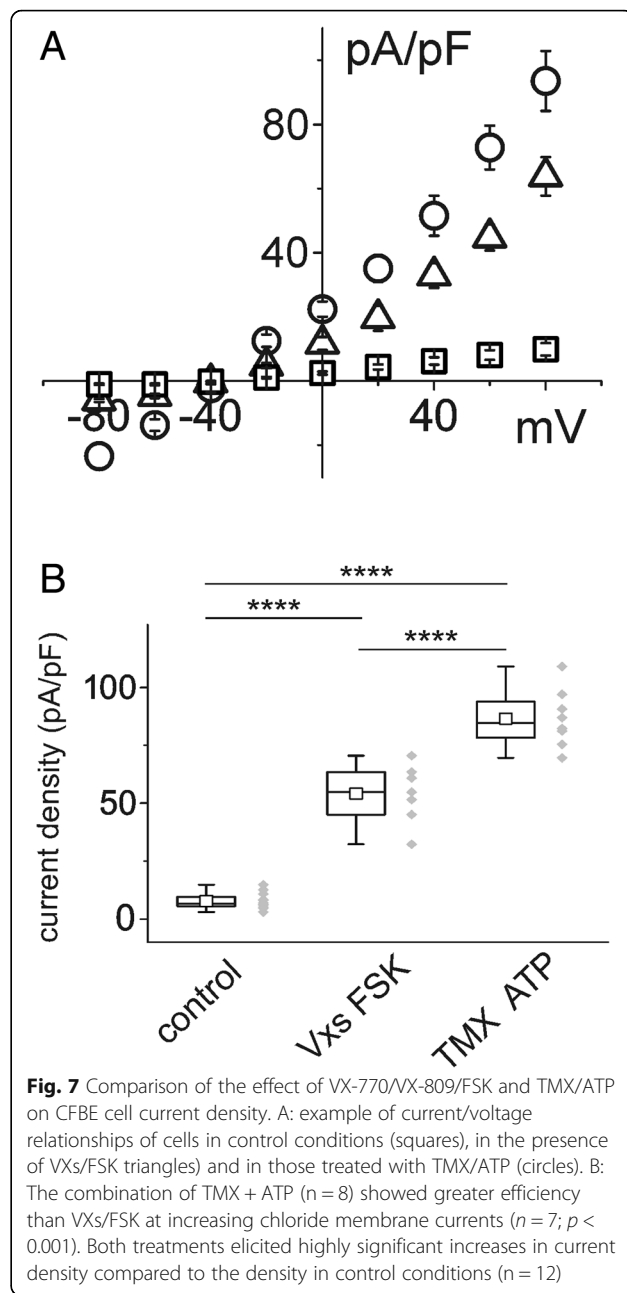 A
pA/pF
80
40
-80
-40
40
mV
B
****
****
****
100
50
0
current density (pA/pF)
control
Vxs FSK
TMX ATP
Fig. 7 Comparison of the effect of VX-770/VX-809/FSK and TMX/ATP
on CFBE cell current density. A: example of current/voltage
relationships of cells in control conditions (squares), in the presence
of VXs/FSK triangles) and in those treated with TMX/ATP (circles). B:
The combination of TMX + ATP (n = 8) showed greater efficiency
than VXs/FSK at increasing chloride membrane currents (n = 7; p <
0.001). Both treatments elicited highly significant increases in current
density compared to the density in control conditions (n = 12)